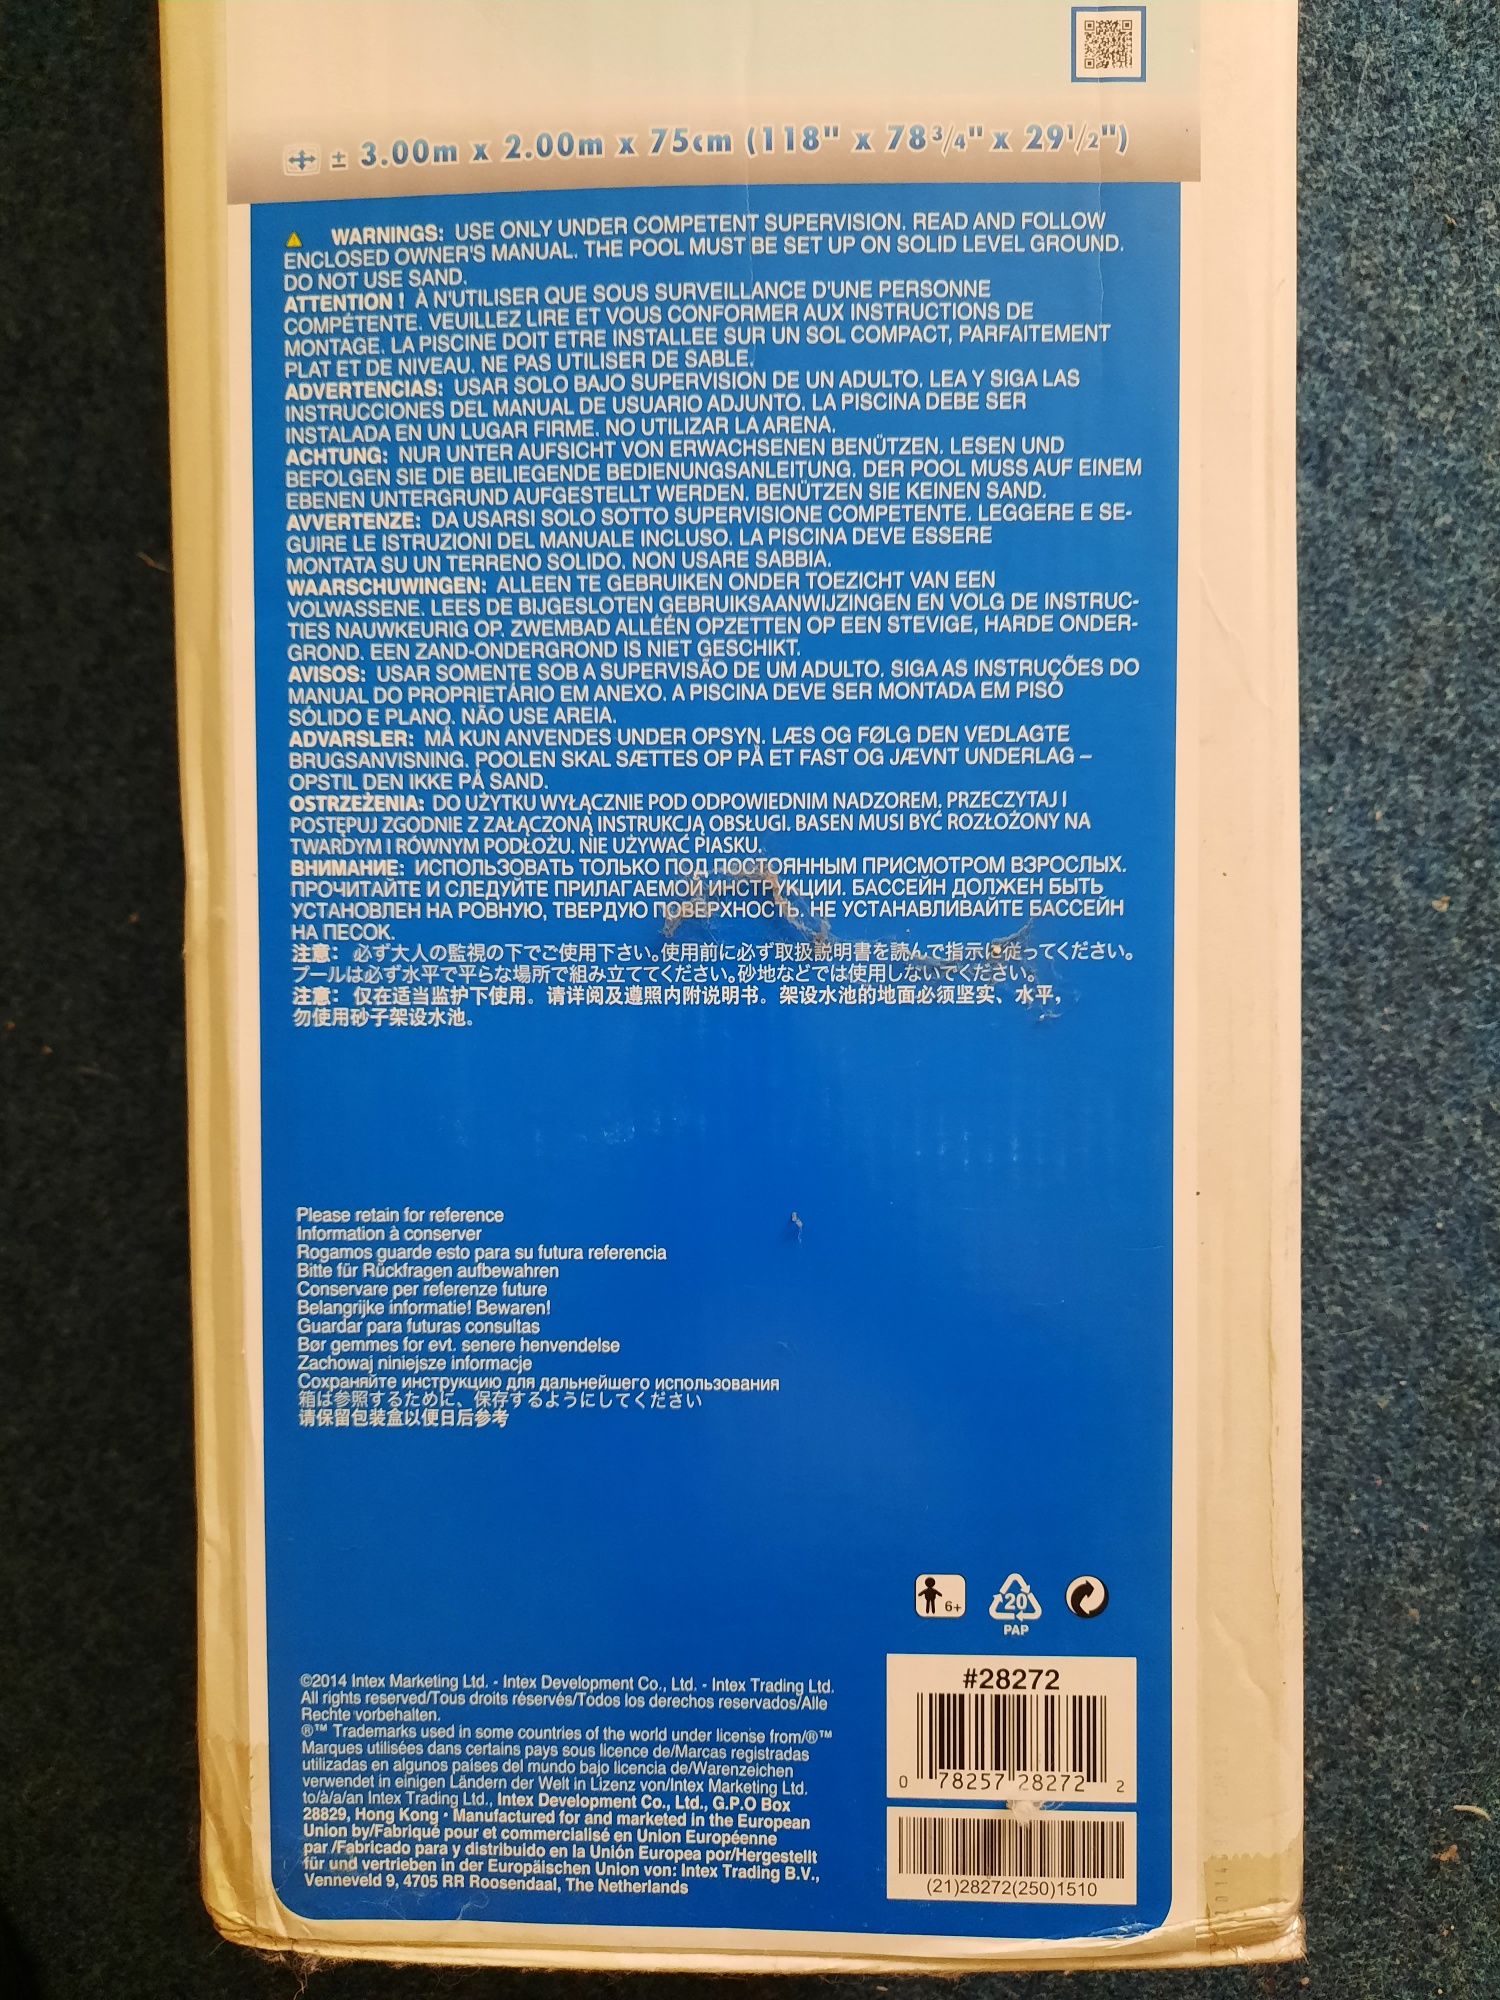 ± 3.00m x 2.00m x 75cm (118" x 78 3/4" x 29 1/2")
WARNINGS: USE ONLY UNDER COMPETENT SUPERVISION. READ AND FOLLOW
ENCLOSED OWNER'S MANUAL. THE POOL MUST BE SET UP ON SOLID LEVEL GROUND.
DO NOT USE SAND.
ATTENTION ! À N'UTILISER QUE SOUS SURVEILLANCE D'UNE PERSONNE
COMPÉTENTE. VEUILLEZ LIRE ET VOUS CONFORMER AUX INSTRUCTIONS DE
MONTAGE. LA PISCINE DOIT ETRE INSTALLEE SUR UN SOL COMPACT, PARFAITEMENT
PLAT ET DE NIVEAU. NE PAS UTILISER DE SABLE.
ADVERTENCIAS: USAR SOLO BAJO SUPERVISION DE UN ADULTO. LEA Y SIGA LAS
INSTRUCCIONES DEL MANUAL DE USUARIO ADJUNTO. LA PISCINA DEBE SER
INSTALADA EN UN LUGAR FIRME. NO UTILIZAR LA ARENA.
ACHTUNG: NUR UNTER AUFSICHT VON ERWACHSENEN BENÜTZEN. LESEN UND
BEFOLGEN SIE DIE BEILIEGENDE BEDIENUNGSANLEITUNG. DER POOL MUSS AUF EINEM
EBENEN UNTERGRUND AUFGESTELLT WERDEN. BENÜTZEN SIE KEINEN SAND.
AVVERTENZE: DA USARSI SOLO SOTTO SUPERVISIONE COMPETENTE. LEGGERE E SE-
GUIRE LE ISTRUZIONI DEL MANUALE INCLUSO. LA PISCINA DEVE ESSERE
MONTATA SU UN TERRENO SOLIDO. NON USARE SABBIA.
WAARSCHUWINGEN: ALLEEN TE GEBRUIKEN ONDER TOEZICHT VAN EEN
VOLWASSENE. LEES DE BIJGESLOTEN GEBRUIKSAANWIJZINGEN EN VOLG DE INSTRUC-
TIES NAUWKEURIG OP. ZWEMBAD ALLÉÉN OPZETTEN OP EEN STEVIGE, HARDE ONDER-
GROND. EEN ZAND-ONDERGROND IS NIET GESCHIKT.
AVISOS: USAR SOMENTE SOB A SUPERVISÃO DE UM ADULTO. SIGA AS INSTRUÇÕES DO
MANUAL DO PROPRIETÁRIO EM ANEXO. A PISCINA DEVE SER MONTADA EM PISO
SÓLIDO E PLANO. NÃO USE AREIA.
ADVARSLER: MÅ KUN ANVENDES UNDER OPSYN. LÆS OG FØLG DEN VEDLAGTE
BRUGSANVISNING. POOLEN SKAL SÆTTES OP PÅ ET FAST OG JÆVNT UNDERLAG –
OPSTIL DEN IKKE PÅ SAND.
OSTRZEŻENIA: DO UŻYTKU WYŁĄCZNIE POD ODPOWIEDNIM NADZOREM. PRZECZYTAJ I
POSTĘPUJ ZGODNIE Z ZAŁĄCZONĄ INSTRUKCJĄ OBSŁUGI. BASEN MUSI BYĆ ROZŁOŻONY NA
TWARDYM I RÓWNYM PODŁOŻU. NIE UŻYWAĆ PIASKU.
ВНИМАНИЕ: ИСПОЛЬЗОВАТЬ ТОЛЬКО ПОД ПОСТОЯННЫМ ПРИСМОТРОМ ВЗРОСЛЫХ.
ПРОЧИТАЙТЕ И СЛЕДУЙТЕ ПРИЛАГАЕМОЙ ИНСТРУКЦИИ. БАССЕЙН ДОЛЖЕН БЫТЬ
УСТАНОВЛЕН НА РОВНУЮ, ТВЕРДУЮ ПОВЕРХНОСТЬ. НЕ УСТАНАВЛИВАЙТЕ БАССЕЙН
НА ПЕСОК.
注意: 必ず大人の監視の下でご使用下さい。使用前に必ず取扱説明書を読んで指示に従ってください。
プールは必ず水平で平らな場所で組み立ててください。砂地などでは使用しないでください。
注意: 仅在适当监护下使用。请详阅及遵照内附说明书。架设水池的地面必须坚实、水平,
勿使用砂子架设水池。
Please retain for reference
Information à conserver
Rogamos guarde esto para su futura referencia
Bitte für Rückfragen aufbewahren
Conservare per referenze future
Belangrijke informatie! Bewaren!
Guardar para futuras consultas
Bør gemmes for evt. senere henvendelse
Zachowaj niniejsze informacje
Сохраняйте инструкцию для дальнейшего использования
箱は参照するために、保存するようにしてください
请保留包装盒以便日后参考
6+
20
PAP
©2014 Intex Marketing Ltd. - Intex Development Co., Ltd. - Intex Trading Ltd.
All rights reserved/Tous droits réservés/Todos los derechos reservados/Alle
Rechte vorbehalten.
®™ Trademarks used in some countries of the world under license from/®™
Marques utilisées dans certains pays sous licence de/Marcas registradas
utilizadas en algunos países del mundo bajo licencia de/Warenzeichen
verwendet in einigen Ländern der Welt in Lizenz von/Intex Marketing Ltd.
to/à/a/an Intex Trading Ltd., Intex Development Co., Ltd., G.P.O Box
28829, Hong Kong • Manufactured for and marketed in the European
Union by/Fabriqué pour et commercialisé en Union Européenne
par /Fabricado para y distribuido en la Unión Europea por/Hergestellt
für und vertrieben in der Europäischen Union von: Intex Trading B.V.,
Venneveld 9, 4705 RR Roosendaal, The Netherlands
#28272
0 78257 28272 2
(21)28272(250)1510